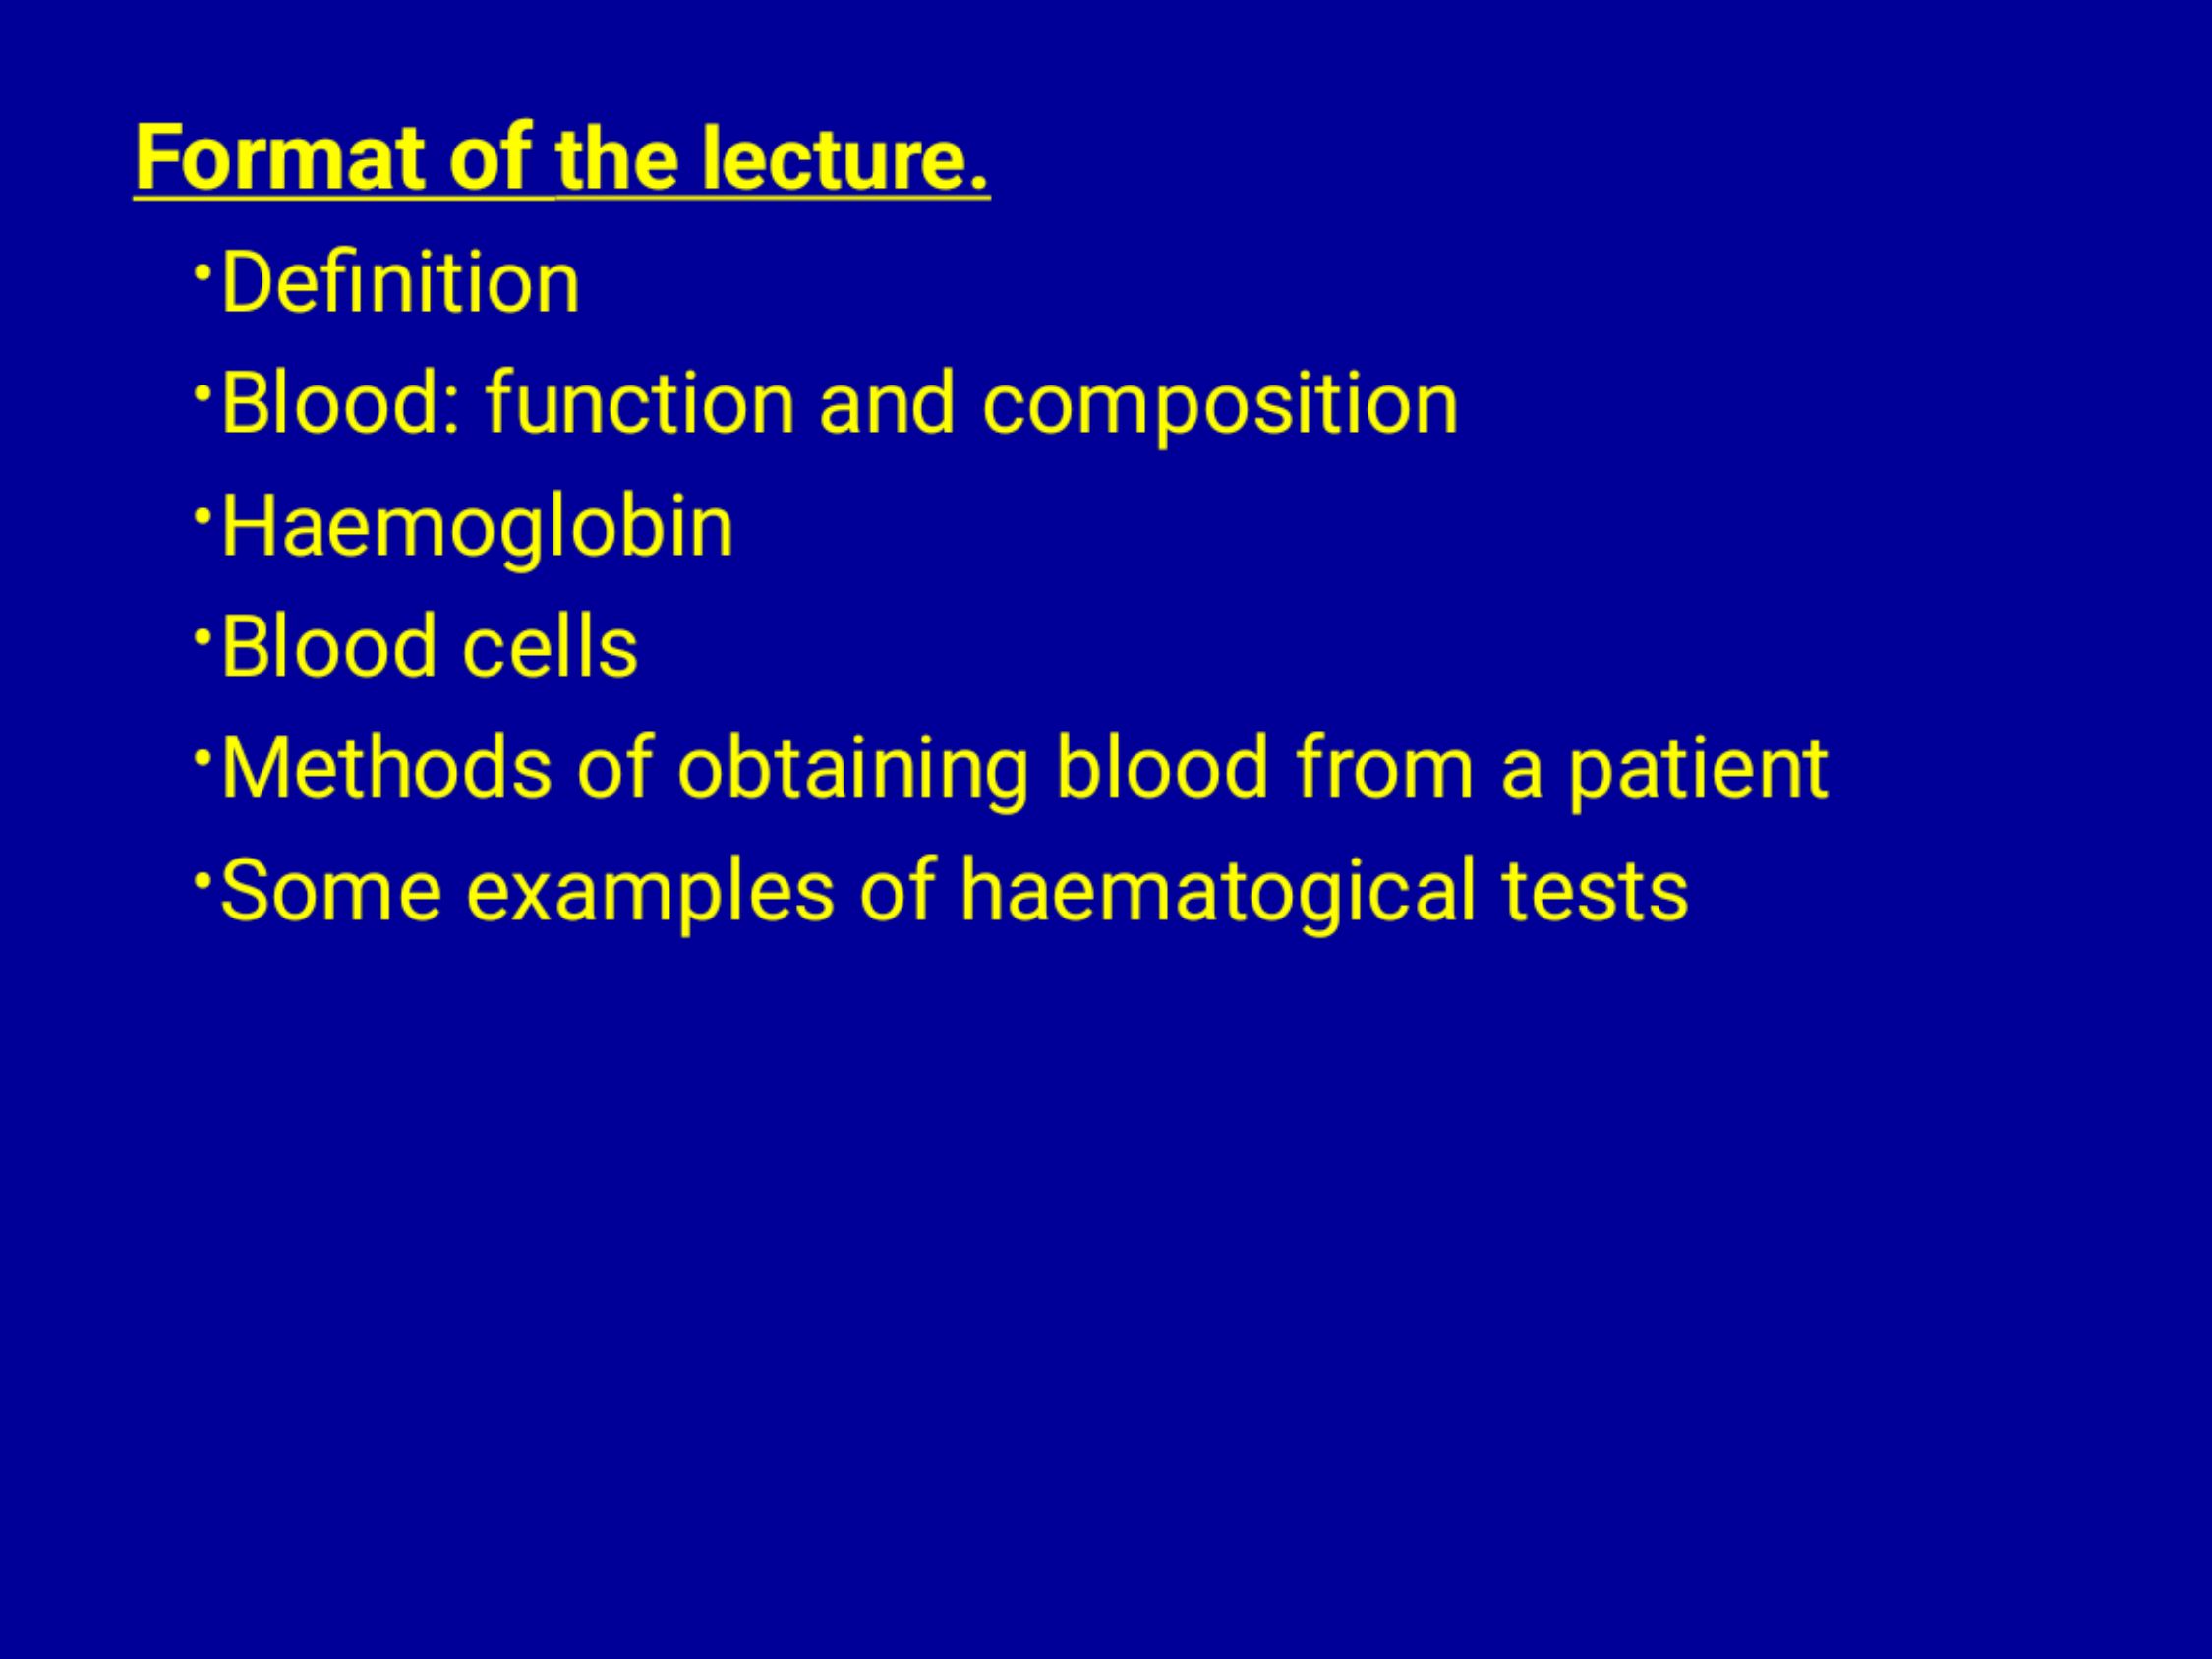 Format of the lecture.
•Definition
•Blood: function and composition
•Haemoglobin
•Blood cells
•Methods of obtaining blood from a patient
•Some examples of haematogical tests